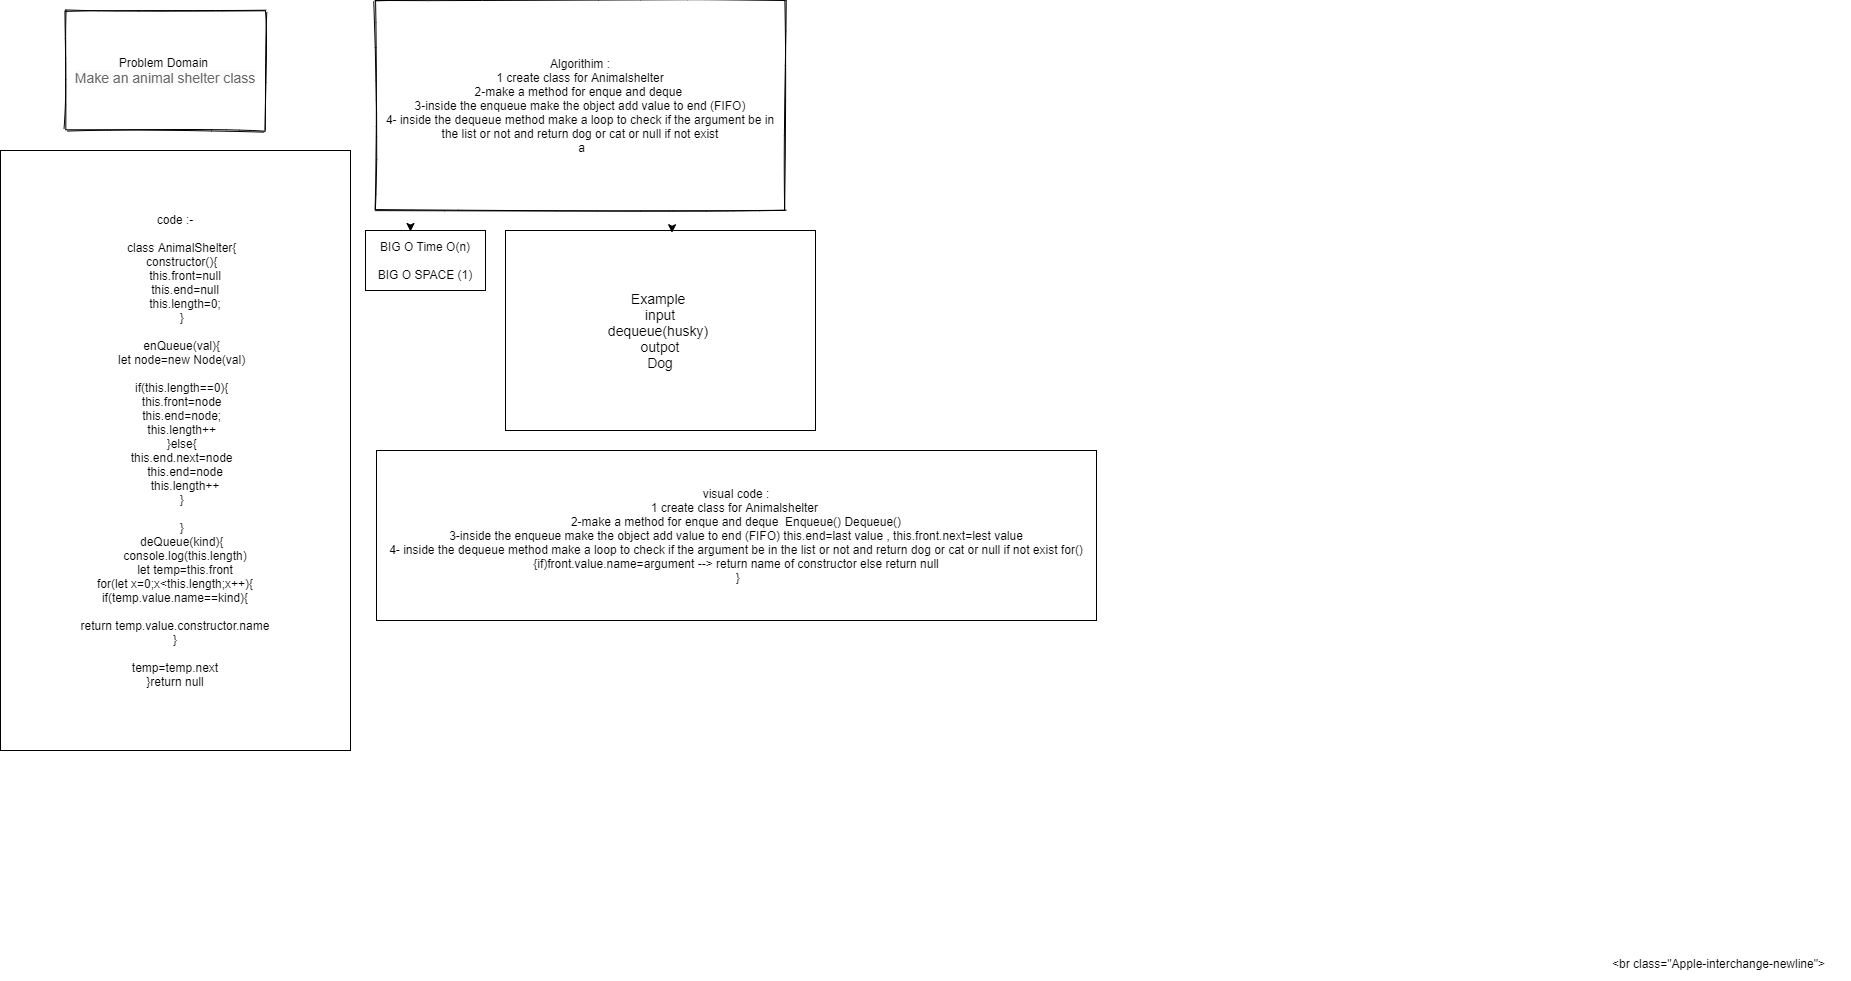 Problem Domain
Make an animal shelter class
Algorithim :
1 create class for Animalshelter
2-make a method for enque and deque
3-inside the enqueue make the object add value to end (FIFO)
4- inside the dequeue method make a loop to check if the argument be in
the list or not and return dog or cat or null if not exist
a
code :-
class AnimalShelter{
constructor(){
this.front=null
this.end=null
this.length=0;
}
enQueue(val){
let node=new Node(val)
if(this.length==0){
this.front=node
this.end=node;
this.length++
}else{
this.end.next=node
this.end=node
this.length++
}
}
deQueue(kind){
console.log(this.length)
let temp=this.front
for(let x=0;x<this.length;x++){
if(temp.value.name==kind){
return temp.value.constructor.name
}
temp=temp.next
}return null
BIG O Time O(n)
BIG O SPACE (1)
Example
input
dequeue(husky)
outpot
Dog
visual code :
1 create class for Animalshelter
2-make a method for enque and deque  Enqueue() Dequeue()
3-inside the enqueue make the object add value to end (FIFO) this.end=last value , this.front.next=lest value
4- inside the dequeue method make a loop to check if the argument be in the list or not and return dog or cat or null if not exist for()
{if)front.value.name=argument --> return name of constructor else return null
}
<br class="Apple-interchange-newline">